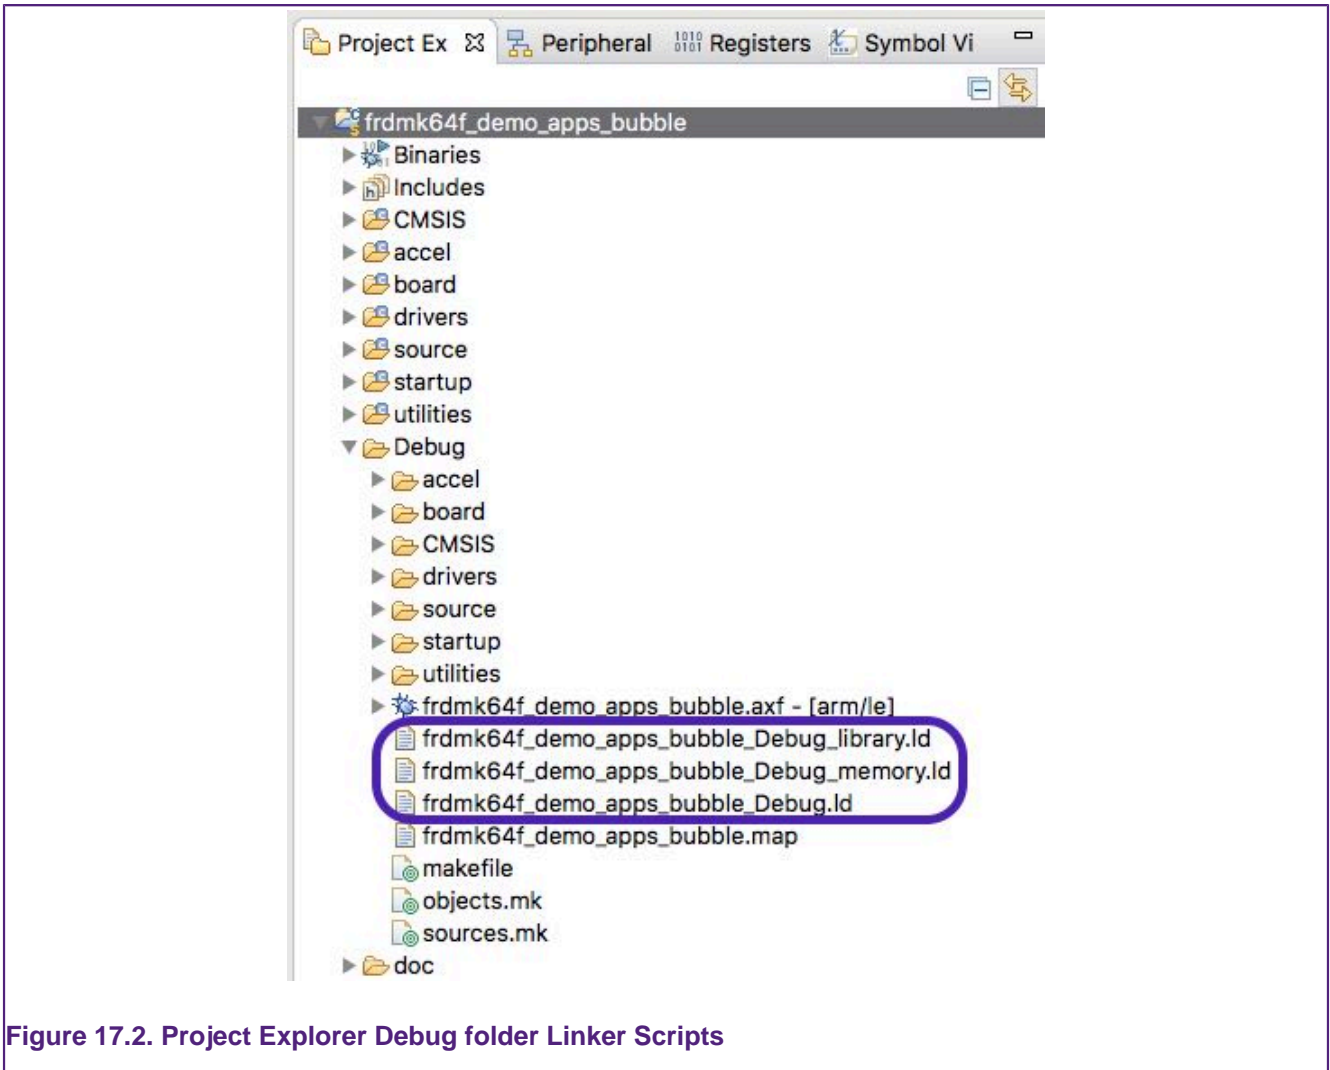 Project Ex Peripheral Registers Symbol Vi
frdmk64f_demo_apps_bubble
Binaries
Includes
CMSIS
accel
board
drivers
source
startup
utilities
Debug
accel
board
CMSIS
drivers
source
startup
utilities
frdmk64f_demo_apps_bubble.axf - [arm/le]
frdmk64f_demo_apps_bubble_Debug_library.ld
frdmk64f_demo_apps_bubble_Debug_memory.ld
frdmk64f_demo_apps_bubble_Debug.ld
frdmk64f_demo_apps_bubble.map
makefile
objects.mk
sources.mk
doc
Figure 17.2. Project Explorer Debug folder Linker Scripts